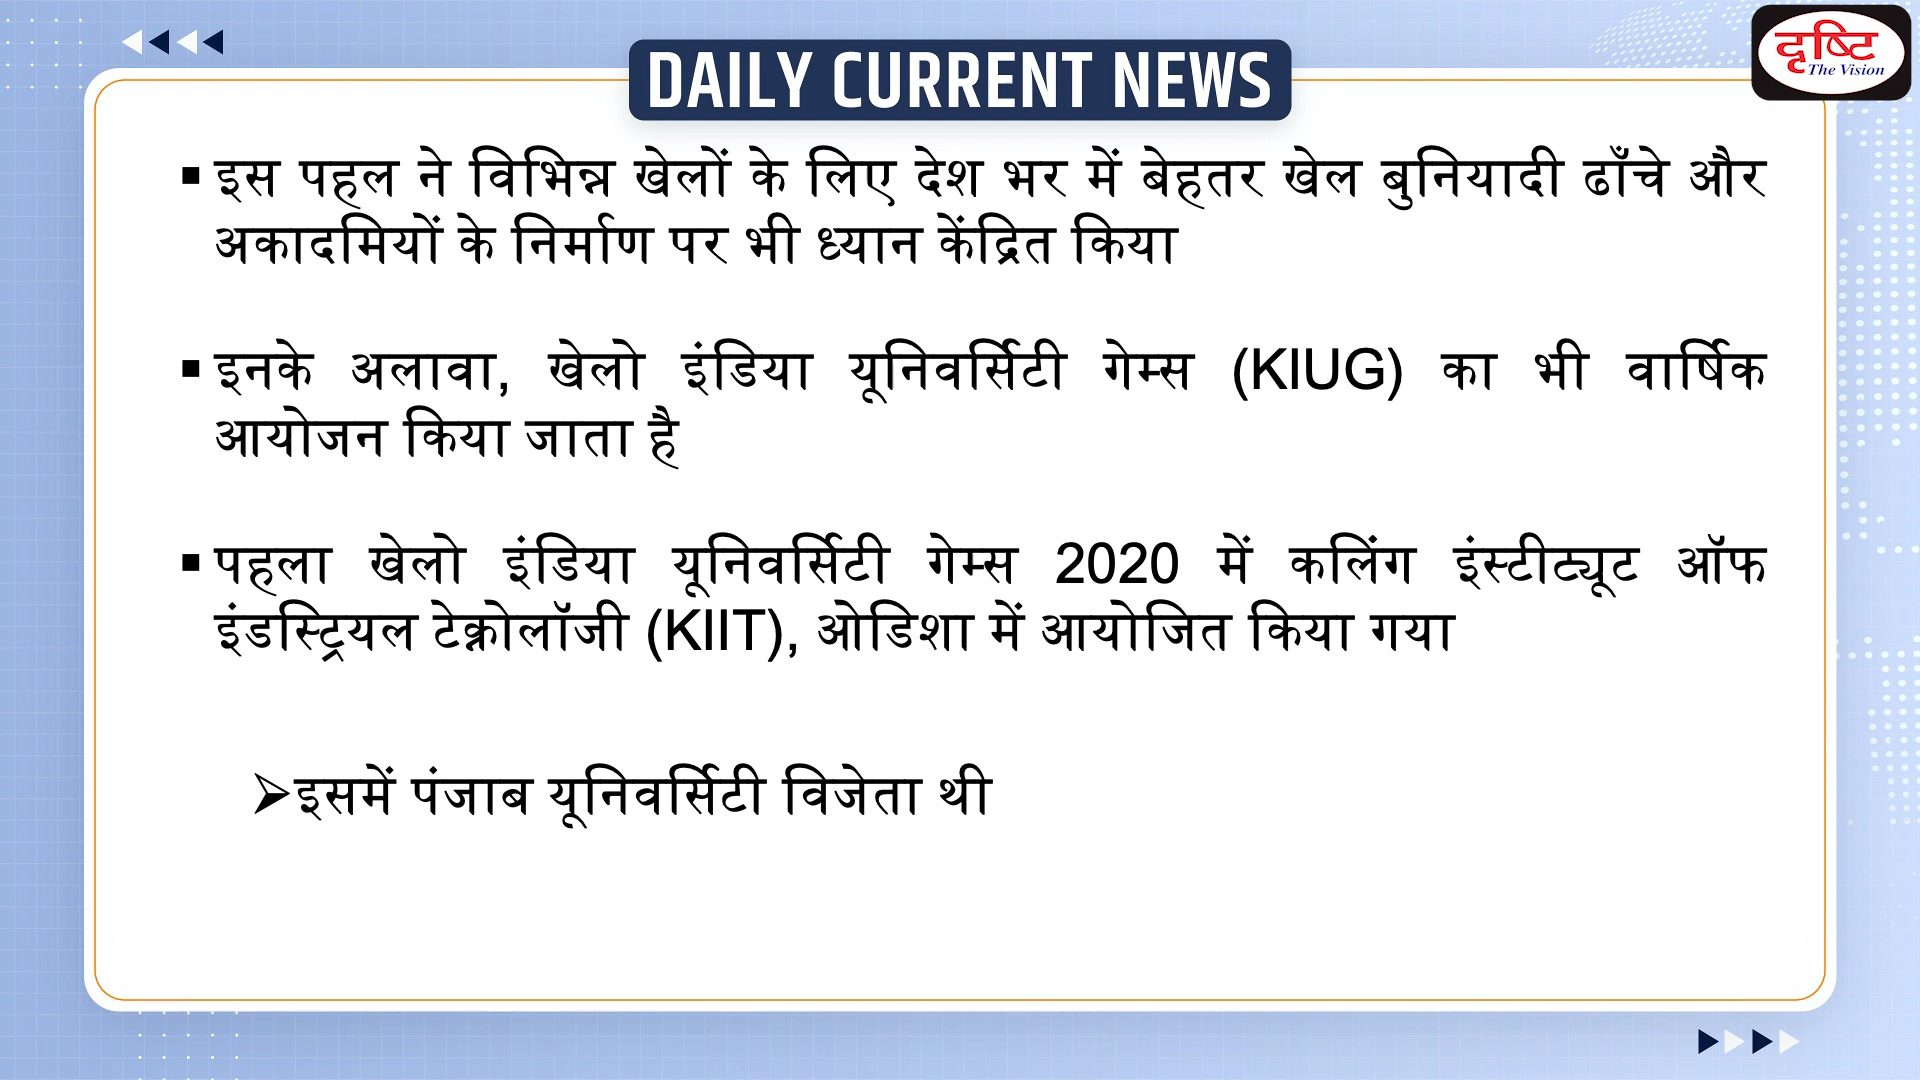 दृष्टि
The Vision
DAILY CURRENT NEWS
▪ इस पहल ने विभिन्न खेलों के लिए देश भर में बेहतर खेल बुनियादी ढाँचे और
अकादमियों के निर्माण पर भी ध्यान केंद्रित किया
▪ इनके अलावा, खेलो इंडिया यूनिवर्सिटी गेम्स (KIUG) का भी वार्षिक
आयोजन किया जाता है
▪ पहला खेलो इंडिया यूनिवर्सिटी गेम्स 2020 में कलिंग इंस्टीट्यूट ऑफ
इंडस्ट्रियल टेक्नोलॉजी (KIIT), ओडिशा में आयोजित किया गया
➢इसमें पंजाब यूनिवर्सिटी विजेता थी